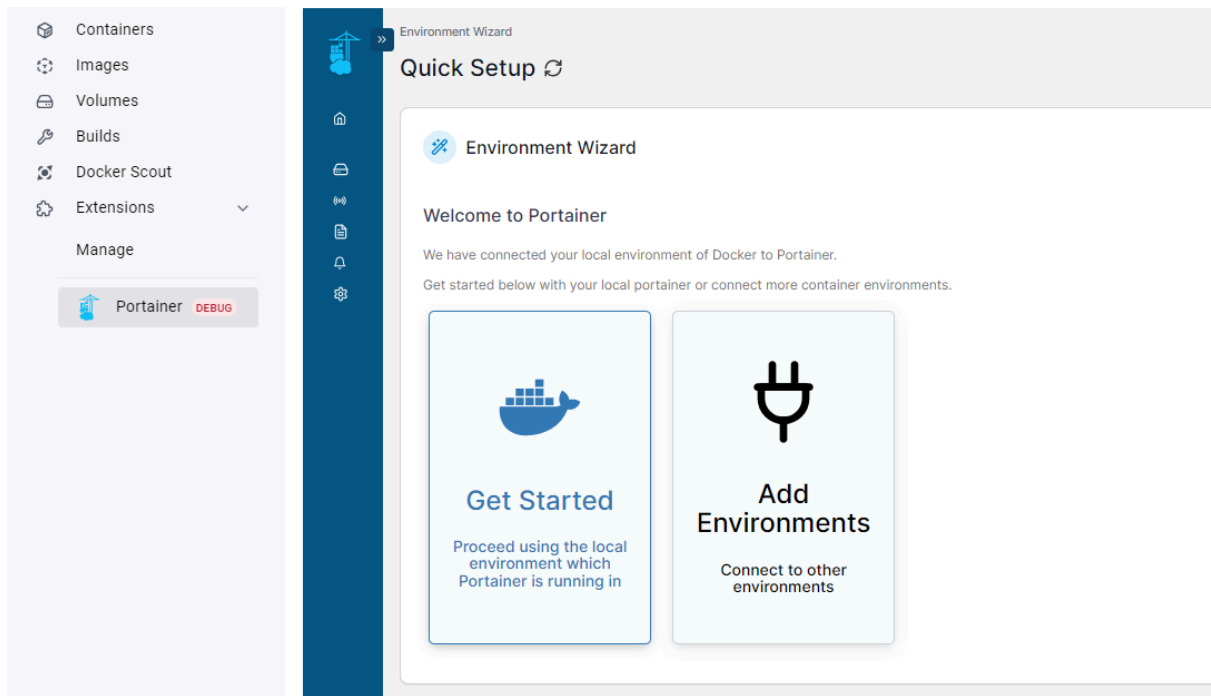 Containers
Images
Volumes
Builds
Docker Scout
Extensions
Manage
Portainer DEBUG
Environment Wizard
Quick Setup
Environment Wizard
Welcome to Portainer
We have connected your local environment of Docker to Portainer.
Get started below with your local portainer or connect more container environments.
Get Started
Proceed using the local
environment which
Portainer is running in
Add
Environments
Connect to other
environments